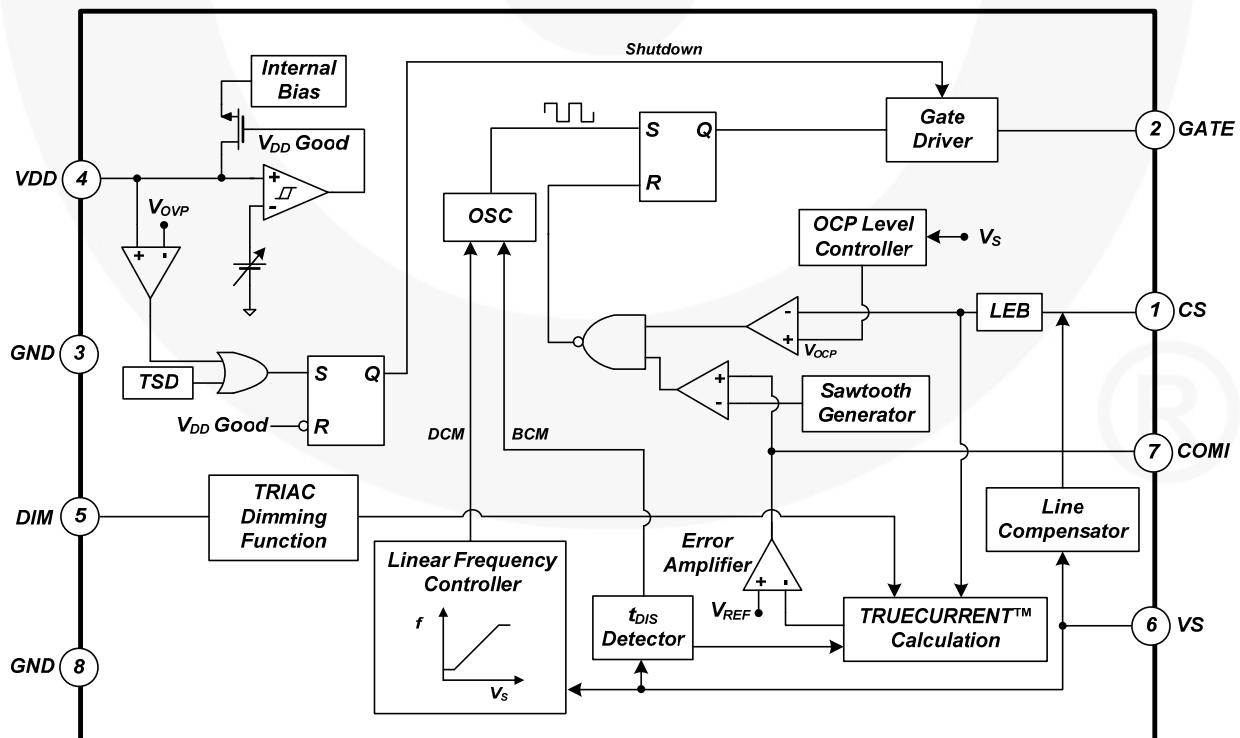 Shutdown
Internal
Bias
VDD Good
VDD
4
VOVP
+
-
+
-
S
Q
R
Gate
Driver
2
GATE
OSC
OCP Level
Controller
VS
-
+
VOCP
LEB
1
CS
GND
3
TSD
S
Q
R
VDD Good
DCM
BCM
+
-
Sawtooth
Generator
7
COMI
DIM
5
TRIAC
Dimming
Function
Linear Frequency
Controller
f
VS
Error
Amplifier
+
-
VREF
Line
Compensator
tDIS
Detector
TRUECURRENT™
Calculation
6
VS
GND
8
®